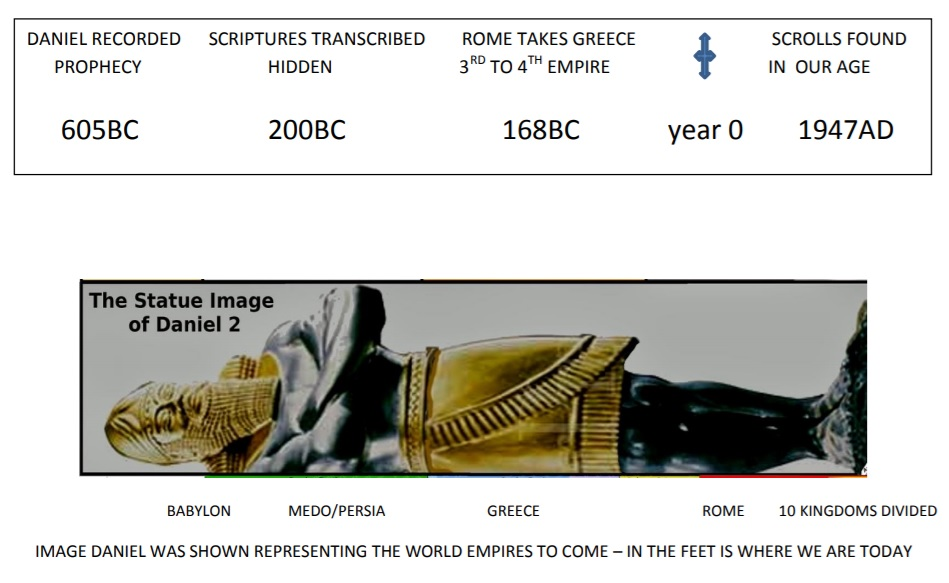 DANIEL RECORDED SCRIPTURES TRANSCRIBED ROME TAKES GREECE SCROLLS FOUND
PROPHECY HIDDEN 3RD TO 4TH EMPIRE IN OUR AGE
605BC 200BC 168BC year 0 1947AD
The Statue Image
of Daniel 2
BABYLON MEDO/PERSIA GREECE ROME 10 KINGDOMS DIVIDED
IMAGE DANIEL WAS SHOWN REPRESENTING THE WORLD EMPIRES TO COME – IN THE FEET IS WHERE WE ARE TODAY